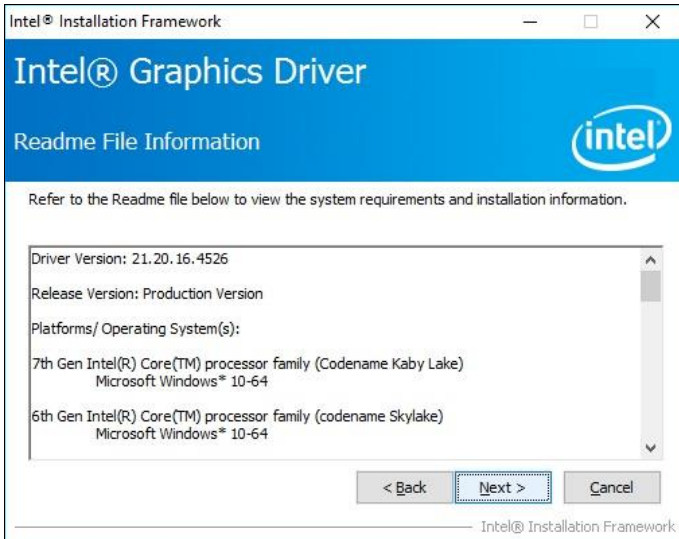 Intel® Installation Framework
Intel® Graphics Driver
Readme File Information
intel
Refer to the Readme file below to view the system requirements and installation information.
Driver Version: 21.20.16.4526
Release Version: Production Version
Platforms/ Operating System(s):
7th Gen Intel(R) Core(TM) processor family (Codename Kaby Lake)
Microsoft Windows* 10-64
6th Gen Intel(R) Core(TM) processor family (codename Skylake)
Microsoft Windows* 10-64
< Back Next > Cancel
Intel® Installation Framework